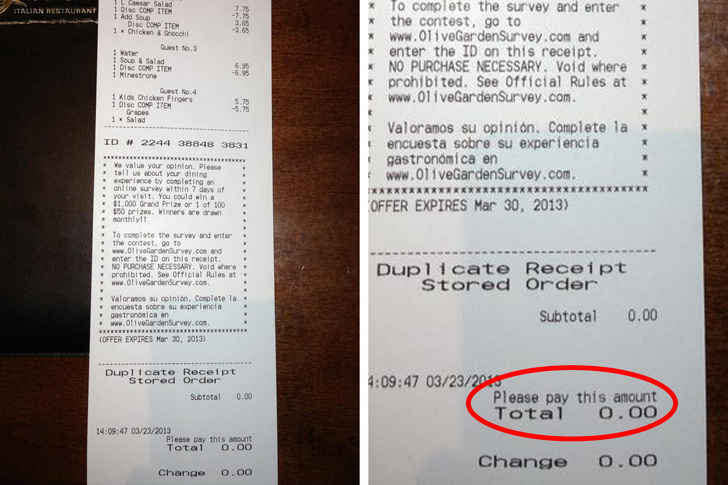 ITALIAN RESTAURANT
1 L Caesar Salad
1 Disc COMP ITEM 7.75
1 Add Soup -7.75
Disc COMP ITEM 3.65
1 * Chicken & Gnocchi -3.65
Guest No.3
1 Water
1 Soup & Salad
1 Disc COMP ITEM 6.95
1 Minestrone -6.95
Guest No.4
1 Kids Chicken Fingers
1 Disc COMP ITEM 5.75
Grapes -5.75
1 * Salad
ID # 2244 38848 3831
****************************
* We value your opinion. Please *
* tell us about your dining *
* experience by completing an *
* online survey within 7 days of *
* your visit. You could win a *
* $1,000 Grand Prize or 1 of 100 *
* $50 prizes. Winners are drawn *
* monthly!! *
* To complete the survey and enter *
* the contest, go to *
* www.OliveGardenSurvey.com and *
* enter the ID on this receipt. *
* NO PURCHASE NECESSARY. Void where *
* prohibited. See Official Rules at *
* www.OliveGardenSurvey.com. *
* Valoramos su opinión. Complete la *
* encuesta sobre su experiencia *
* gastronómica en *
* www.OliveGardenSurvey.com. *
****************************
(OFFER EXPIRES Mar 30, 2013)
Duplicate Receipt
Stored Order
Subtotal 0.00
14:09:47 03/23/2013
Please pay this amount
Total 0.00
Change 0.00
* To complete the survey and enter *
* the contest, go to *
* www.OliveGardenSurvey.com and *
* enter the ID on this receipt. *
* NO PURCHASE NECESSARY. Void where *
* prohibited. See Official Rules at *
* www.OliveGardenSurvey.com. *
* Valoramos su opinión. Complete la *
* encuesta sobre su experiencia *
* gastronómica en *
* www.OliveGardenSurvey.com. *
****************************
(OFFER EXPIRES Mar 30, 2013)
Duplicate Receipt
Stored Order
Subtotal 0.00
4:09:47 03/23/2013
Please pay this amount
Total 0.00
Change 0.00